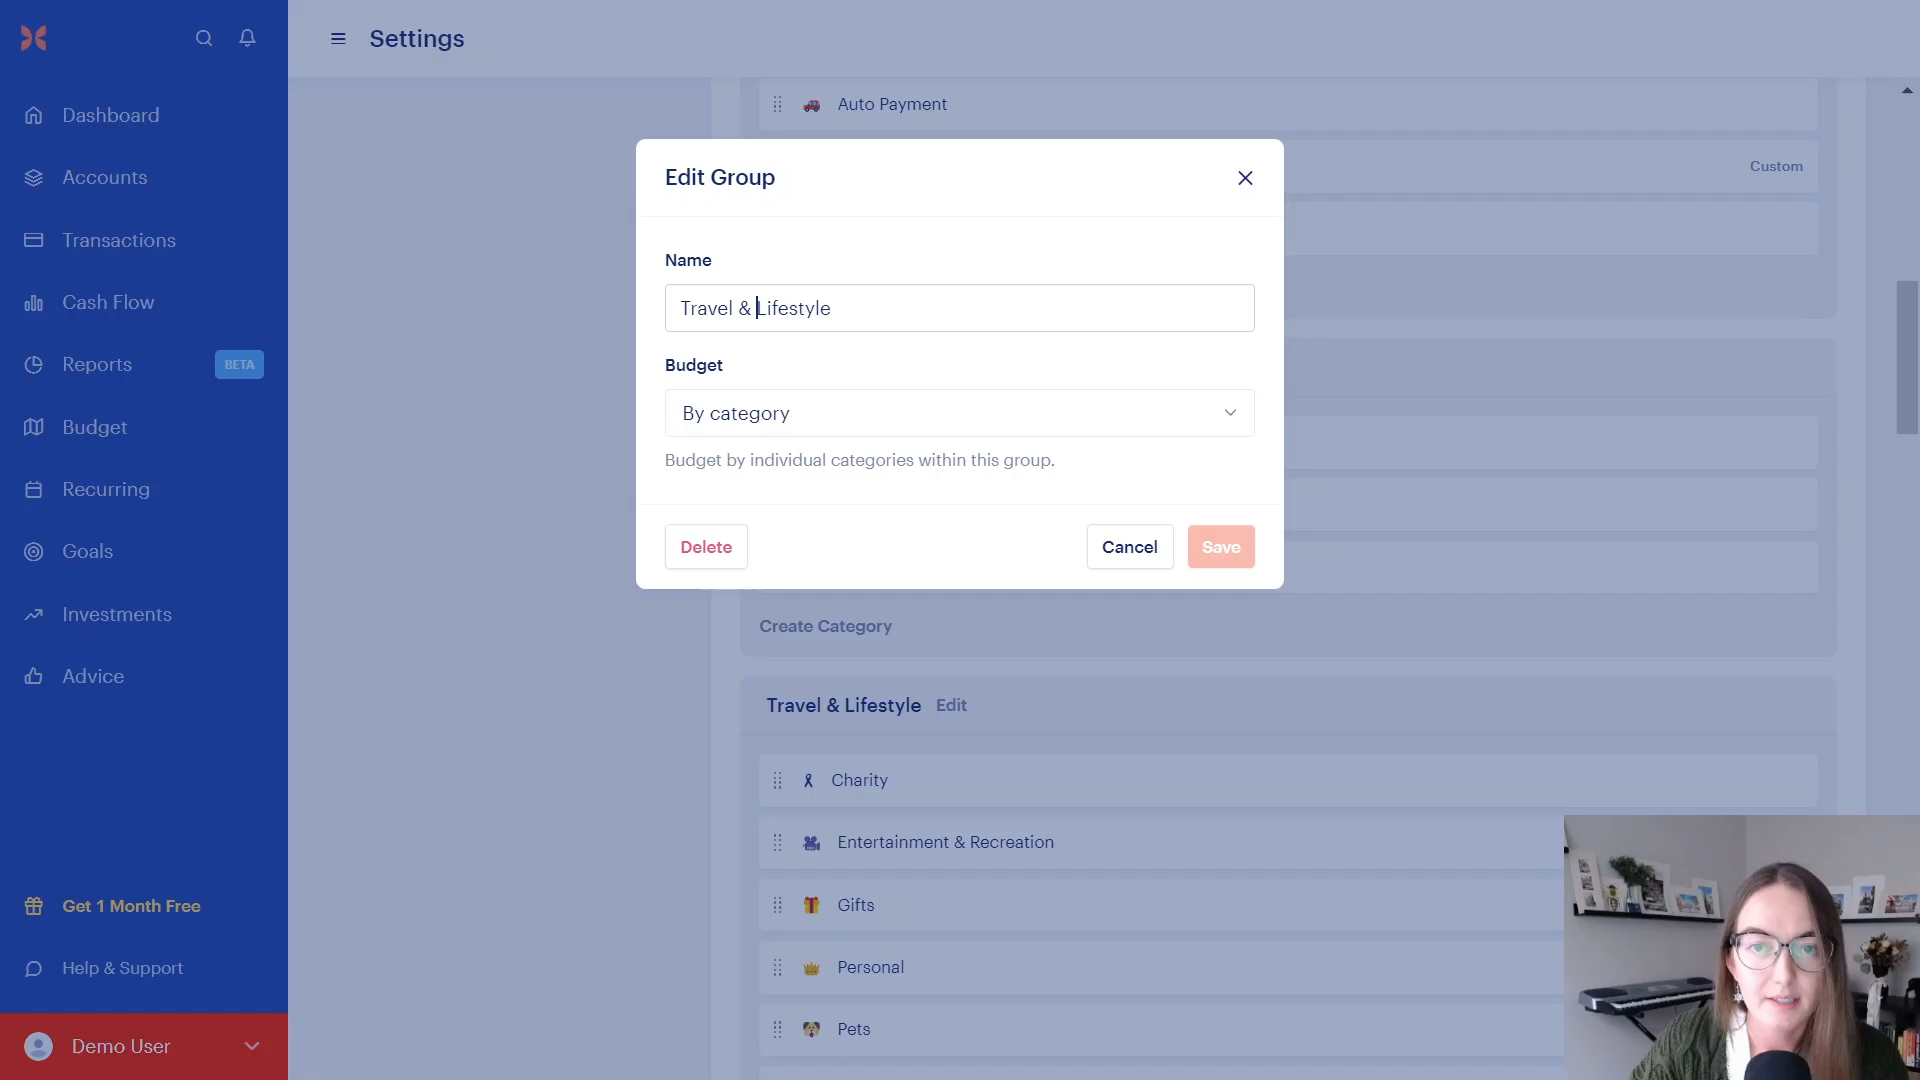 Settings
Dashboard
Accounts
Transactions
Cash Flow
Reports
BETA
Budget
Recurring
Goals
Investments
Advice
Get 1 Month Free
Help & Support
Demo User
Auto Payment
Custom
Edit Group
Name
Travel & Lifestyle
Budget
By category
Budget by individual categories within this group.
Delete
Cancel
Save
Create Category
Travel & Lifestyle
Edit
Charity
Entertainment & Recreation
Gifts
Personal
Pets